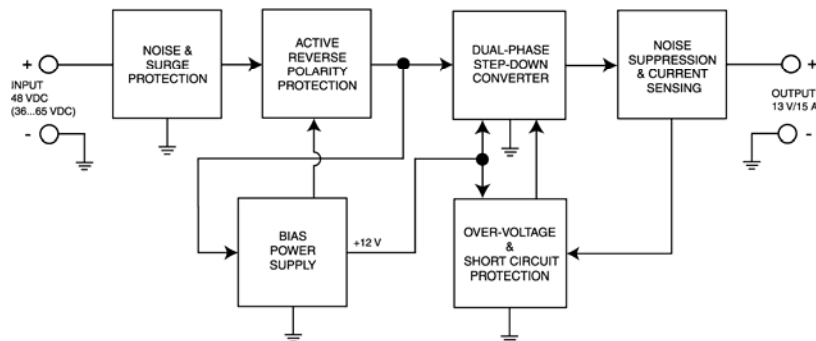 +
INPUT
48 VDC
(36...65 VDC)
-
NOISE &
SURGE
PROTECTION
ACTIVE
REVERSE
POLARITY
PROTECTION
DUAL-PHASE
STEP-DOWN
CONVERTER
NOISE
SUPPRESSION
& CURRENT
SENSING
+
OUTPUT
13 V/15 A
-
BIAS
POWER
SUPPLY
+12 V
OVER-VOLTAGE
&
SHORT CIRCUIT
PROTECTION